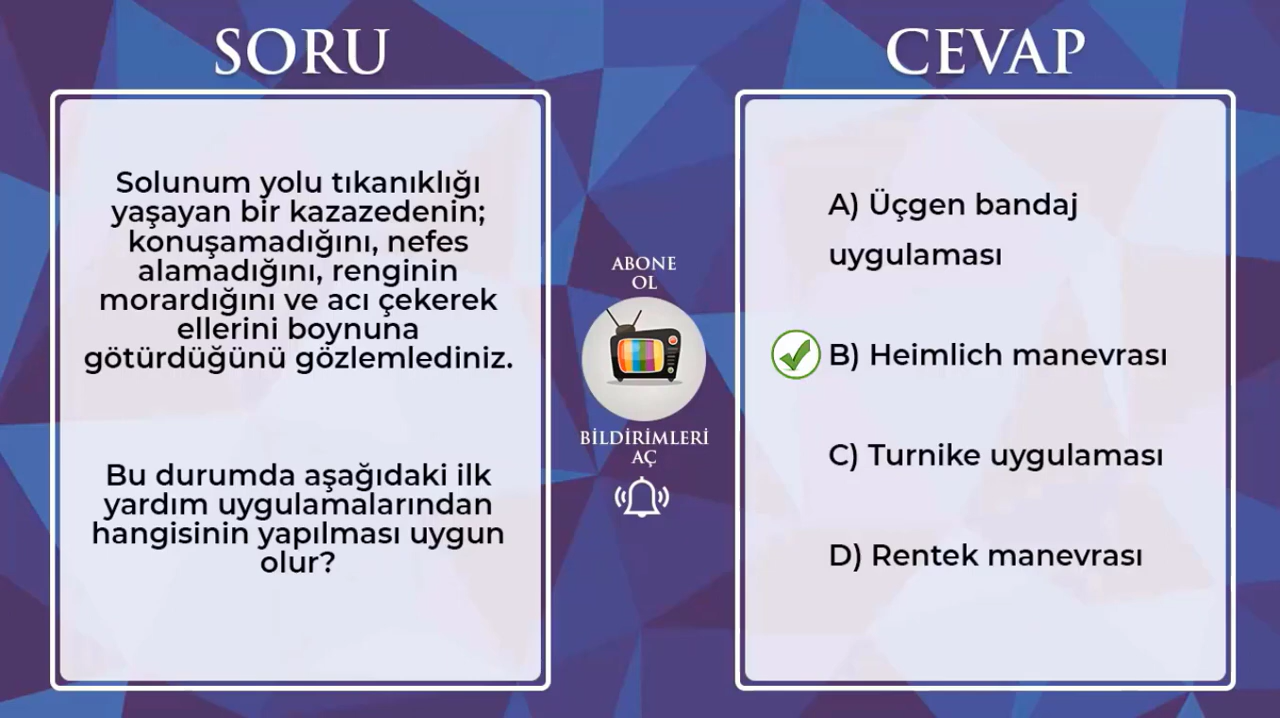 SORU
Solunum yolu tıkanıklığı
yaşayan bir kazazedenin;
konuşamadığını, nefes
alamadığını, renginin
morardığını ve acı çekerek
ellerini boynuna
götürdüğünü gözlemlediniz.
Bu durumda aşağıdaki ilk
yardım uygulamalarından
hangisinin yapılması uygun
olur?
ABONE
OL
BİLDİRİMLERİ
AÇ
CEVAP
A) Üçgen bandaj
uygulaması
B) Heimlich manevrası
C) Turnike uygulaması
D) Rentek manevrası